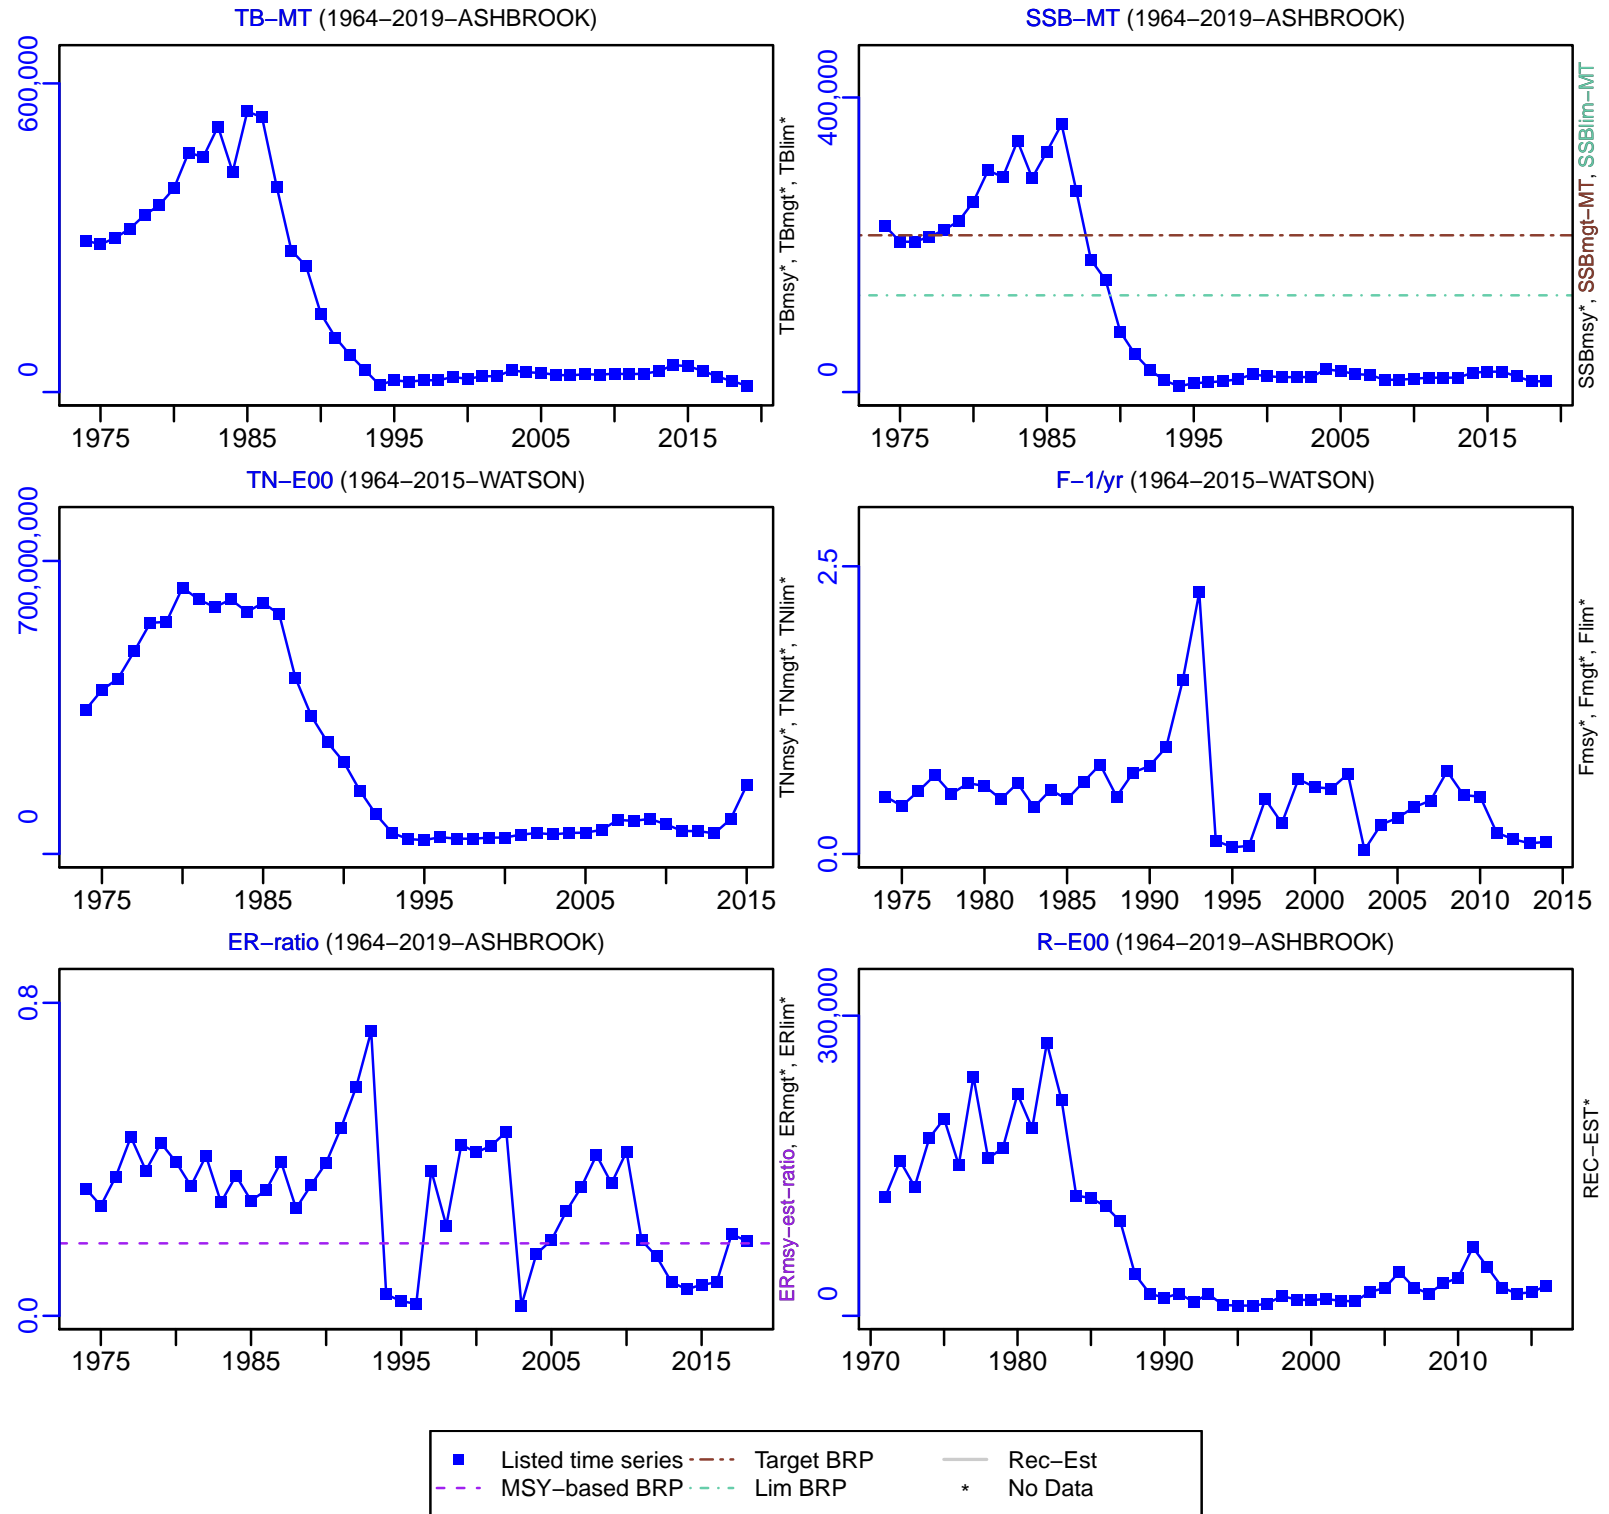 TB−MT (1964−2019−ASHBROOK)
600,000
0
1975 1985 1995 2005 2015
TBmsy*, TBmgt*, TBlim*
SSB−MT (1964−2019−ASHBROOK)
400,000
0
1975 1985 1995 2005 2015
SSBmsy*, SSBmgt−MT, SSBlim−MT
TN−E00 (1964−2015−WATSON)
700,000,000
0
1975 1985 1995 2005 2015
TNmsy*, TNmgt*, TNlim*
F−1/yr (1964−2015−WATSON)
2.5
0.0
1975 1980 1985 1990 1995 2000 2005 2010 2015
Fmsy*, Fmgt*, Flim*
ER−ratio (1964−2019−ASHBROOK)
0.8
0.0
1975 1985 1995 2005 2015
ERmsy−est−ratio, ERmgt*, ERlim*
R−E00 (1964−2019−ASHBROOK)
300,000
0
1970 1980 1990 2000 2010
REC−EST*
Listed time series Target BRP Rec−Est
MSY−based BRP Lim BRP * No Data